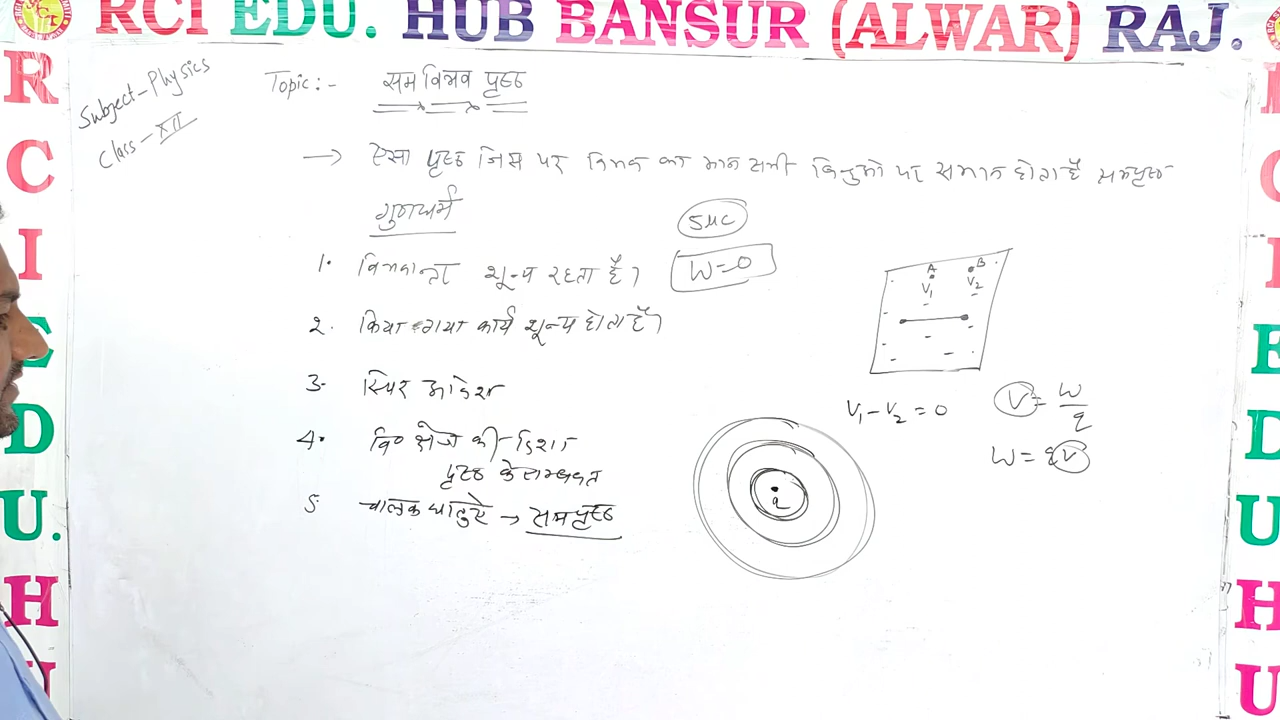 RCI EDU. HUB BANSUR (ALWAR) RAJ.
R
C
I
E
D
U.
H
U
Subject-Physics
Class-XII
Topic:- सम विभव पृष्ठ
→ ऐसा पृष्ठ जिस पर विभव का मान सभी बिन्दुओ पर समान होता है समपृष्ठ
गुणधर्म
5μC
1. विभवान्तर शून्य रहता है।
W=0
2. किया गया कार्य शून्य होता है।
3. स्थिर आवेश
4. वि० क्षेत्र की दिशा
पृष्ठ के लम्बवत
5. चालक धातुऐ → समपृष्ठ
A B
V₁ V₂
V₁-V₂=0
V=W/q
W=qV
q
E
D
U
H
U